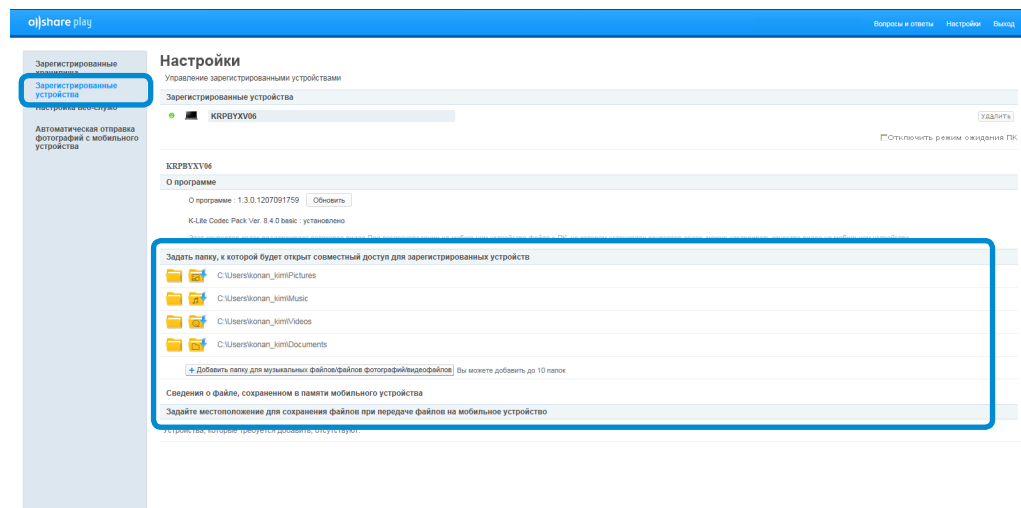 allshare play
Вопросы и ответы Настройки Выход
Зарегистрированные
хранилища
Зарегистрированные
устройства
Настройка веб-служб
Автоматическая отправка
фотографий с мобильного
устройства
Настройки
Управление зарегистрированными устройствами
Зарегистрированные устройства
KRPBYXV06
Удалить
Отключить режим ожидания ПК
KRPBYXV06
О программе
О программе : 1.3.0.1207091759 Обновить
K-Lite Codec Pack Ver. 8.4.0 basic : установлено
Задать папку, к которой будет открыт совместный доступ для зарегистрированных устройств
C:\Users\konan_kim\Pictures
C:\Users\konan_kim\Music
C:\Users\konan_kim\Videos
C:\Users\konan_kim\Documents
+ Добавить папку для музыкальных файлов/файлов фотографий/видеофайлов Вы можете добавить до 10 папок
Сведения о файле, сохраненном в памяти мобильного устройства
Задайте местоположение для сохранения файлов при передаче файлов на мобильное устройство
Устройства, которые требуется добавить, отсутствуют.